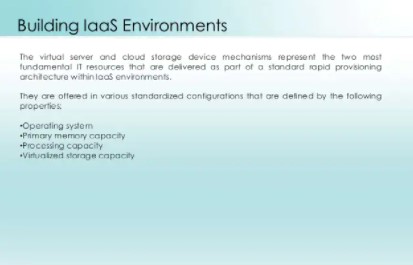 Building IaaS Environments
The virtual server and cloud storage device mechanisms represent the two most
fundamental IT resources that are delivered as part of a standard rapid provisioning
architecture within IaaS environments.
They are offered in various standardized configurations that are defined by the following
properties:
•Operating system
•Primary memory capacity
•Processing capacity
•Virtualized storage capacity